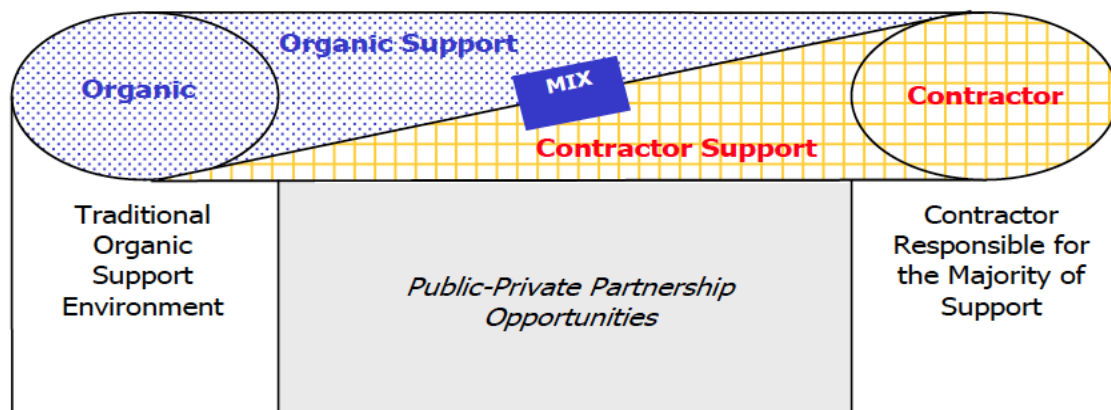 Organic Support
MIX
Organic
Contractor
Contractor Support
Traditional
Organic
Support
Environment
Public-Private Partnership
Opportunities
Contractor
Responsible for
the Majority of
Support